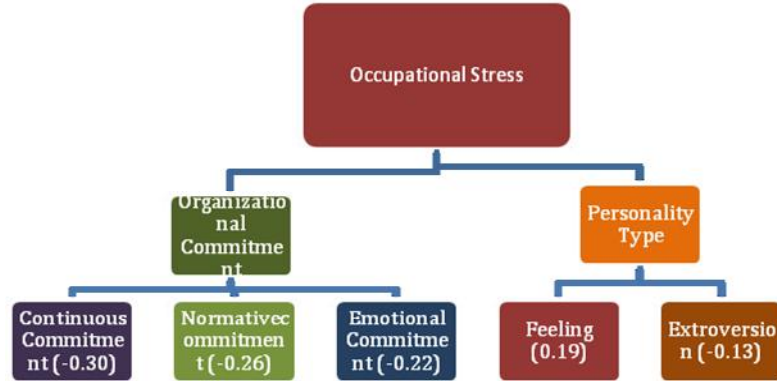 Occupational Stress
Organizatio
nal
Commitme
nt
Personality
Type
Continuous
Commitme
nt (-0.30)
Normativec
ommitmen
t (-0.26)
Emotional
Commitme
nt (-0.22)
Feeling
(0.19)
Extroversio
n (-0.13)